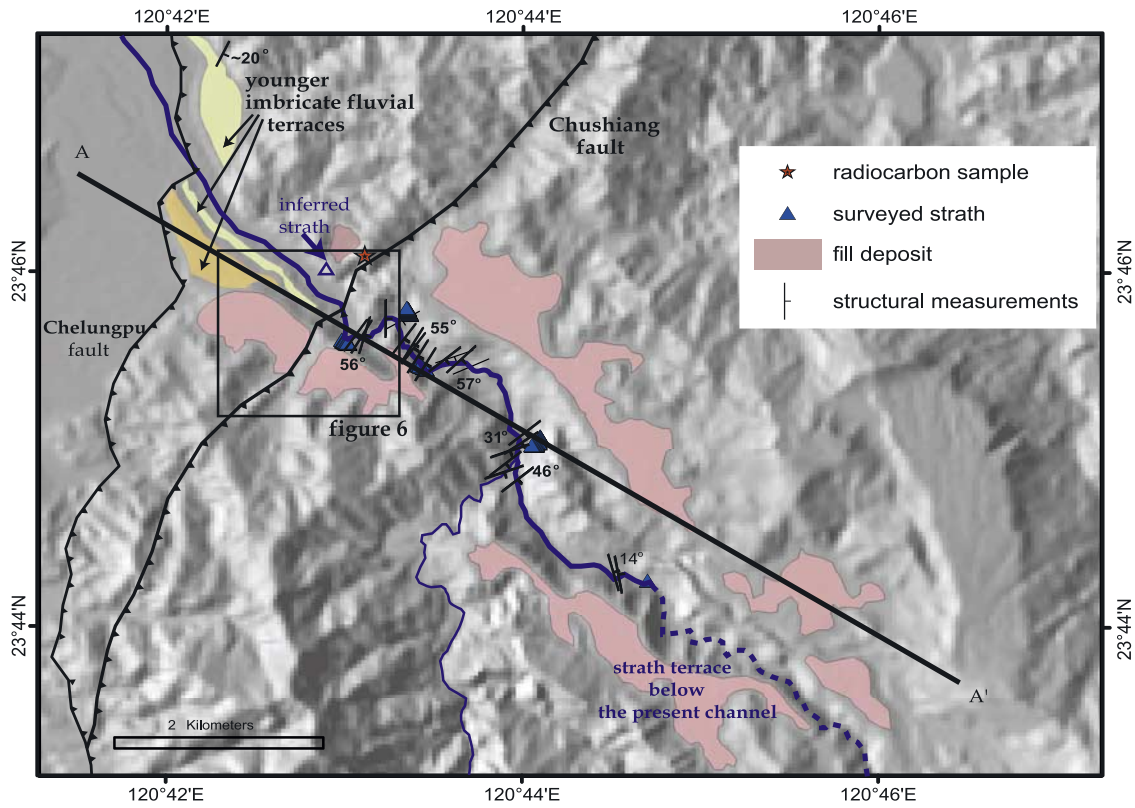 120°42'E
120°44'E
120°46'E
~20°
younger
imbricate fluvial
terraces
A
Chushiang
fault
radiocarbon sample
surveyed strath
fill deposit
structural measurements
inferred
strath
23°46'N
23°46'N
Chelungpu
fault
55°
56°
57°
figure 6
31°
46°
14°
23°44'N
23°44'N
strath terrace
below
the present channel
A'
2 Kilometers
120°42'E
120°44'E
120°46'E